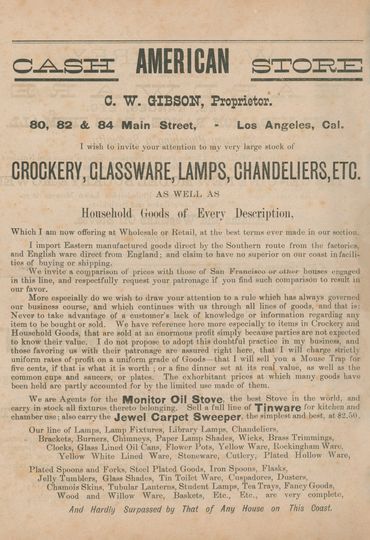 CASH AMERICAN STORE
C. W. GIBSON, Proprietor.
80, 82 & 84 Main Street, - Los Angeles, Cal.
I wish to invite your attention to my very large stock of
CROCKERY, GLASSWARE, LAMPS, CHANDELIERS, ETC.
AS WELL AS
Household Goods of Every Description,
Which I am now offering at Wholesale or Retail, at the best terms ever made in our section.
I import Eastern manufactured goods direct by the Southern route from the factories,
and English ware direct from England; and claim to have no superior on our coast in facili-
ties of buying or shipping.
We invite a comparison of prices with those of San Francisco or other houses engaged
in this line, and respectfully request your patronage if you find such comparison to result in
our favor.
More especially do we wish to draw your attention to a rule which has always governed
our business course, and which continues with us through all lines of goods, and that is:
Never to take advantage of a customer's lack of knowledge or information regarding any
item to be bought or sold. We have reference here more especially to items in Crockery and
Household Goods, that are sold at an enormous profit simply because parties are not expected
to know their value. I do not propose to adopt this doubtful practice in my business, and
those favoring us with their patronage are assured right here, that I will charge strictly
uniform rates of profit on a uniform grade of Goods—that I will sell you a Mouse Trap for
five cents, if that is what it is worth; or a fine dinner set at its real value, as well as the
common cups and saucers, or plates. The exhorbitant prices at which many goods have
been held are partly accounted for by the limited use made of them.
We are Agents for the Monitor Oil Stove, the best Stove in the world, and
carry in stock all fixtures thereto belonging. Sell a full line of Tinware for kitchen and
chamber use; also carry the Jewel Carpet Sweeper, the simplest and best, at $2.50.
Our line of Lamps, Lamp Fixtures, Library Lamps, Chandeliers,
Brackets, Burners, Chimneys, Paper Lamp Shades, Wicks, Brass Trimmings,
Clocks, Glass Lined Oil Cans, Flower Pots, Yellow Ware, Rockingham Ware,
Yellow White Lined Ware, Stoneware, Cutlery, Plated Hollow Ware,
Plated Spoons and Forks, Steel Plated Goods, Iron Spoons, Flasks,
Jelly Tumblers, Glass Shades, Tin Toilet Ware, Cuspadores, Dusters,
Chamois Skins, Tubular Lanterns, Student Lamps, Tea Trays, Fancy Goods,
Wood and Willow Ware, Baskets, Etc., Etc., are very complete,
And Hardly Surpassed by That of Any House on This Coast.